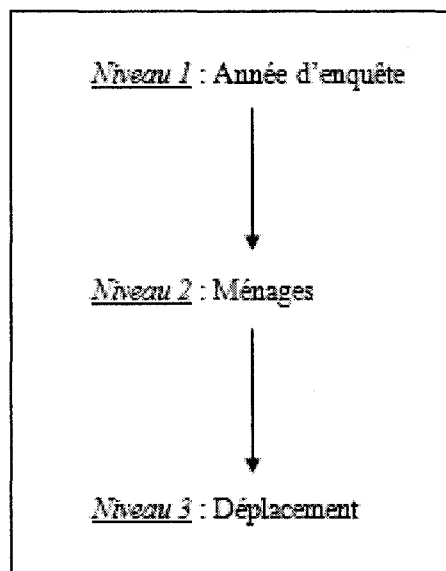 Niveau 1 : Année d'enquête
Niveau 2 : Ménages
Niveau 3 : Déplacement